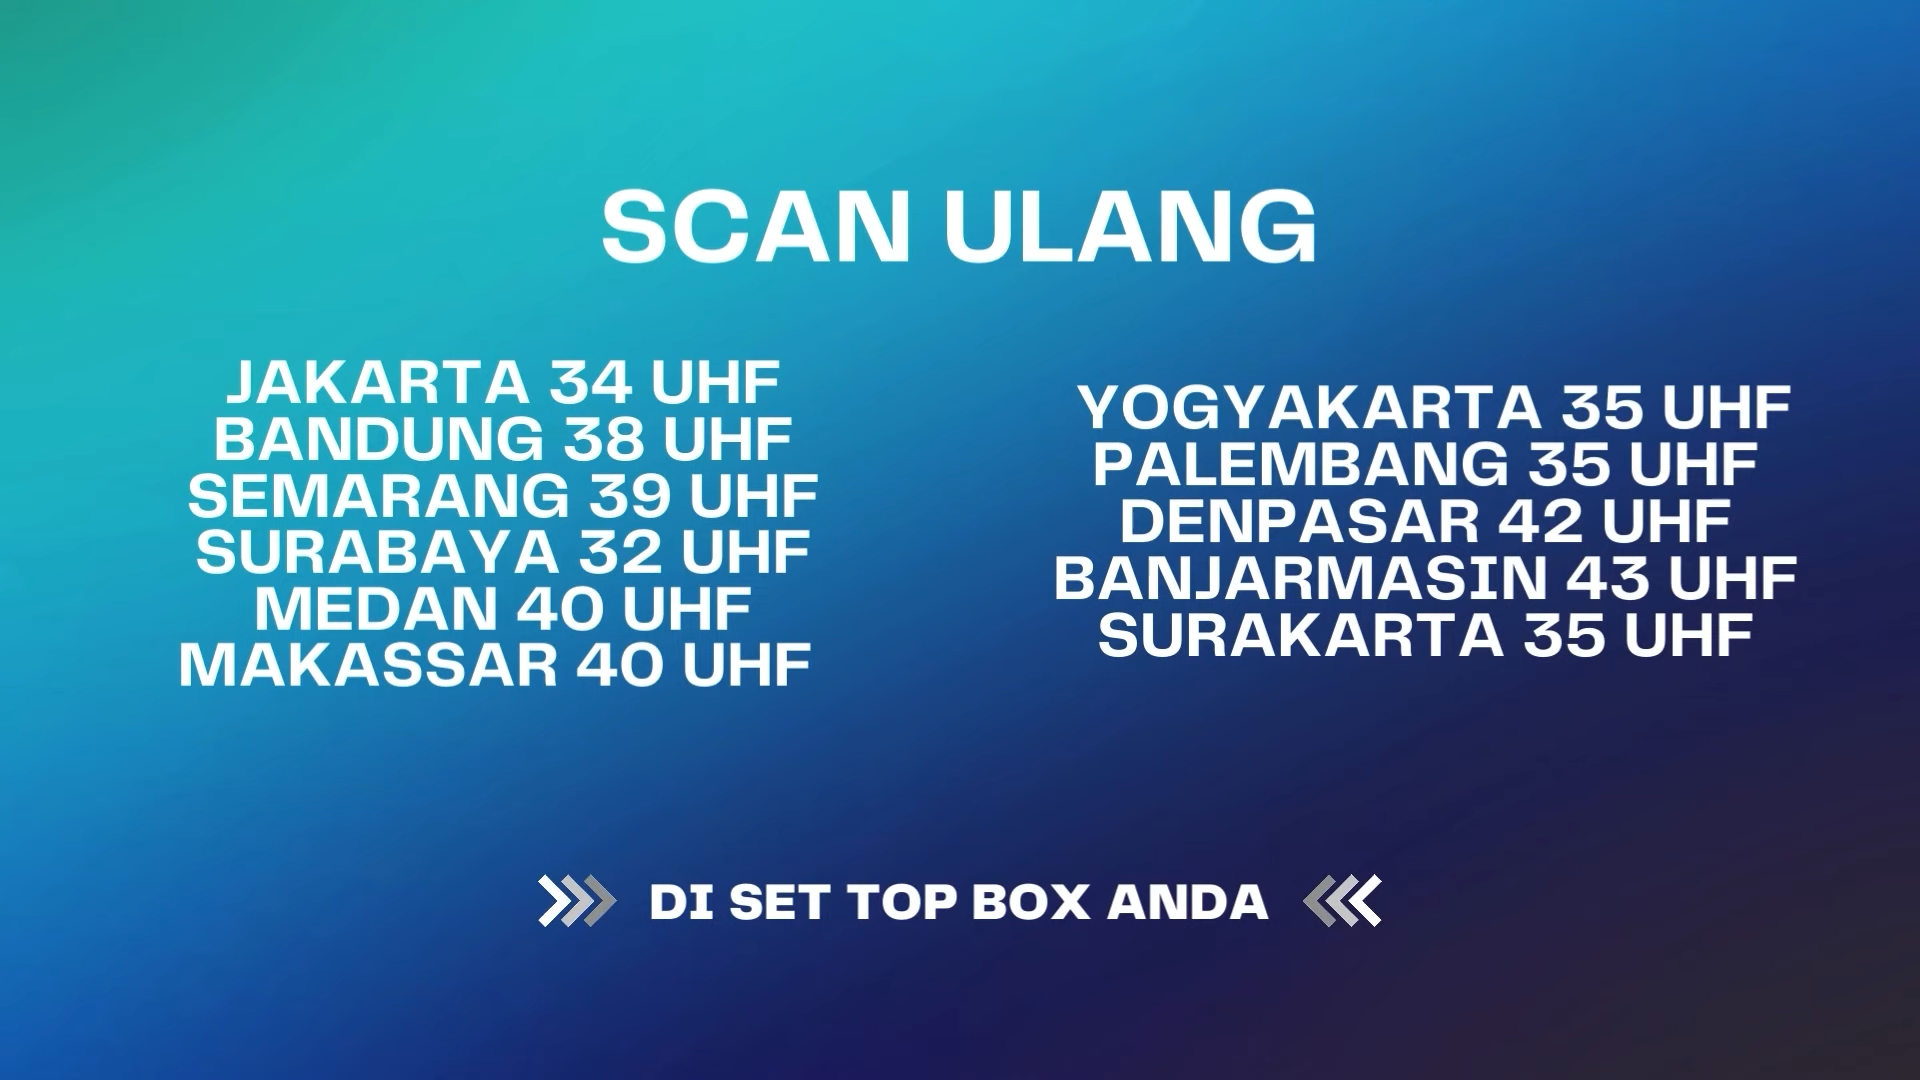 SCAN ULANG
JAKARTA 34 UHF
BANDUNG 38 UHF
SEMARANG 39 UHF
SURABAYA 32 UHF
MEDAN 40 UHF
MAKASSAR 40 UHF
YOGYAKARTA 35 UHF
PALEMBANG 35 UHF
DENPASAR 42 UHF
BANJARMASIN 43 UHF
SURAKARTA 35 UHF
DI SET TOP BOX ANDA